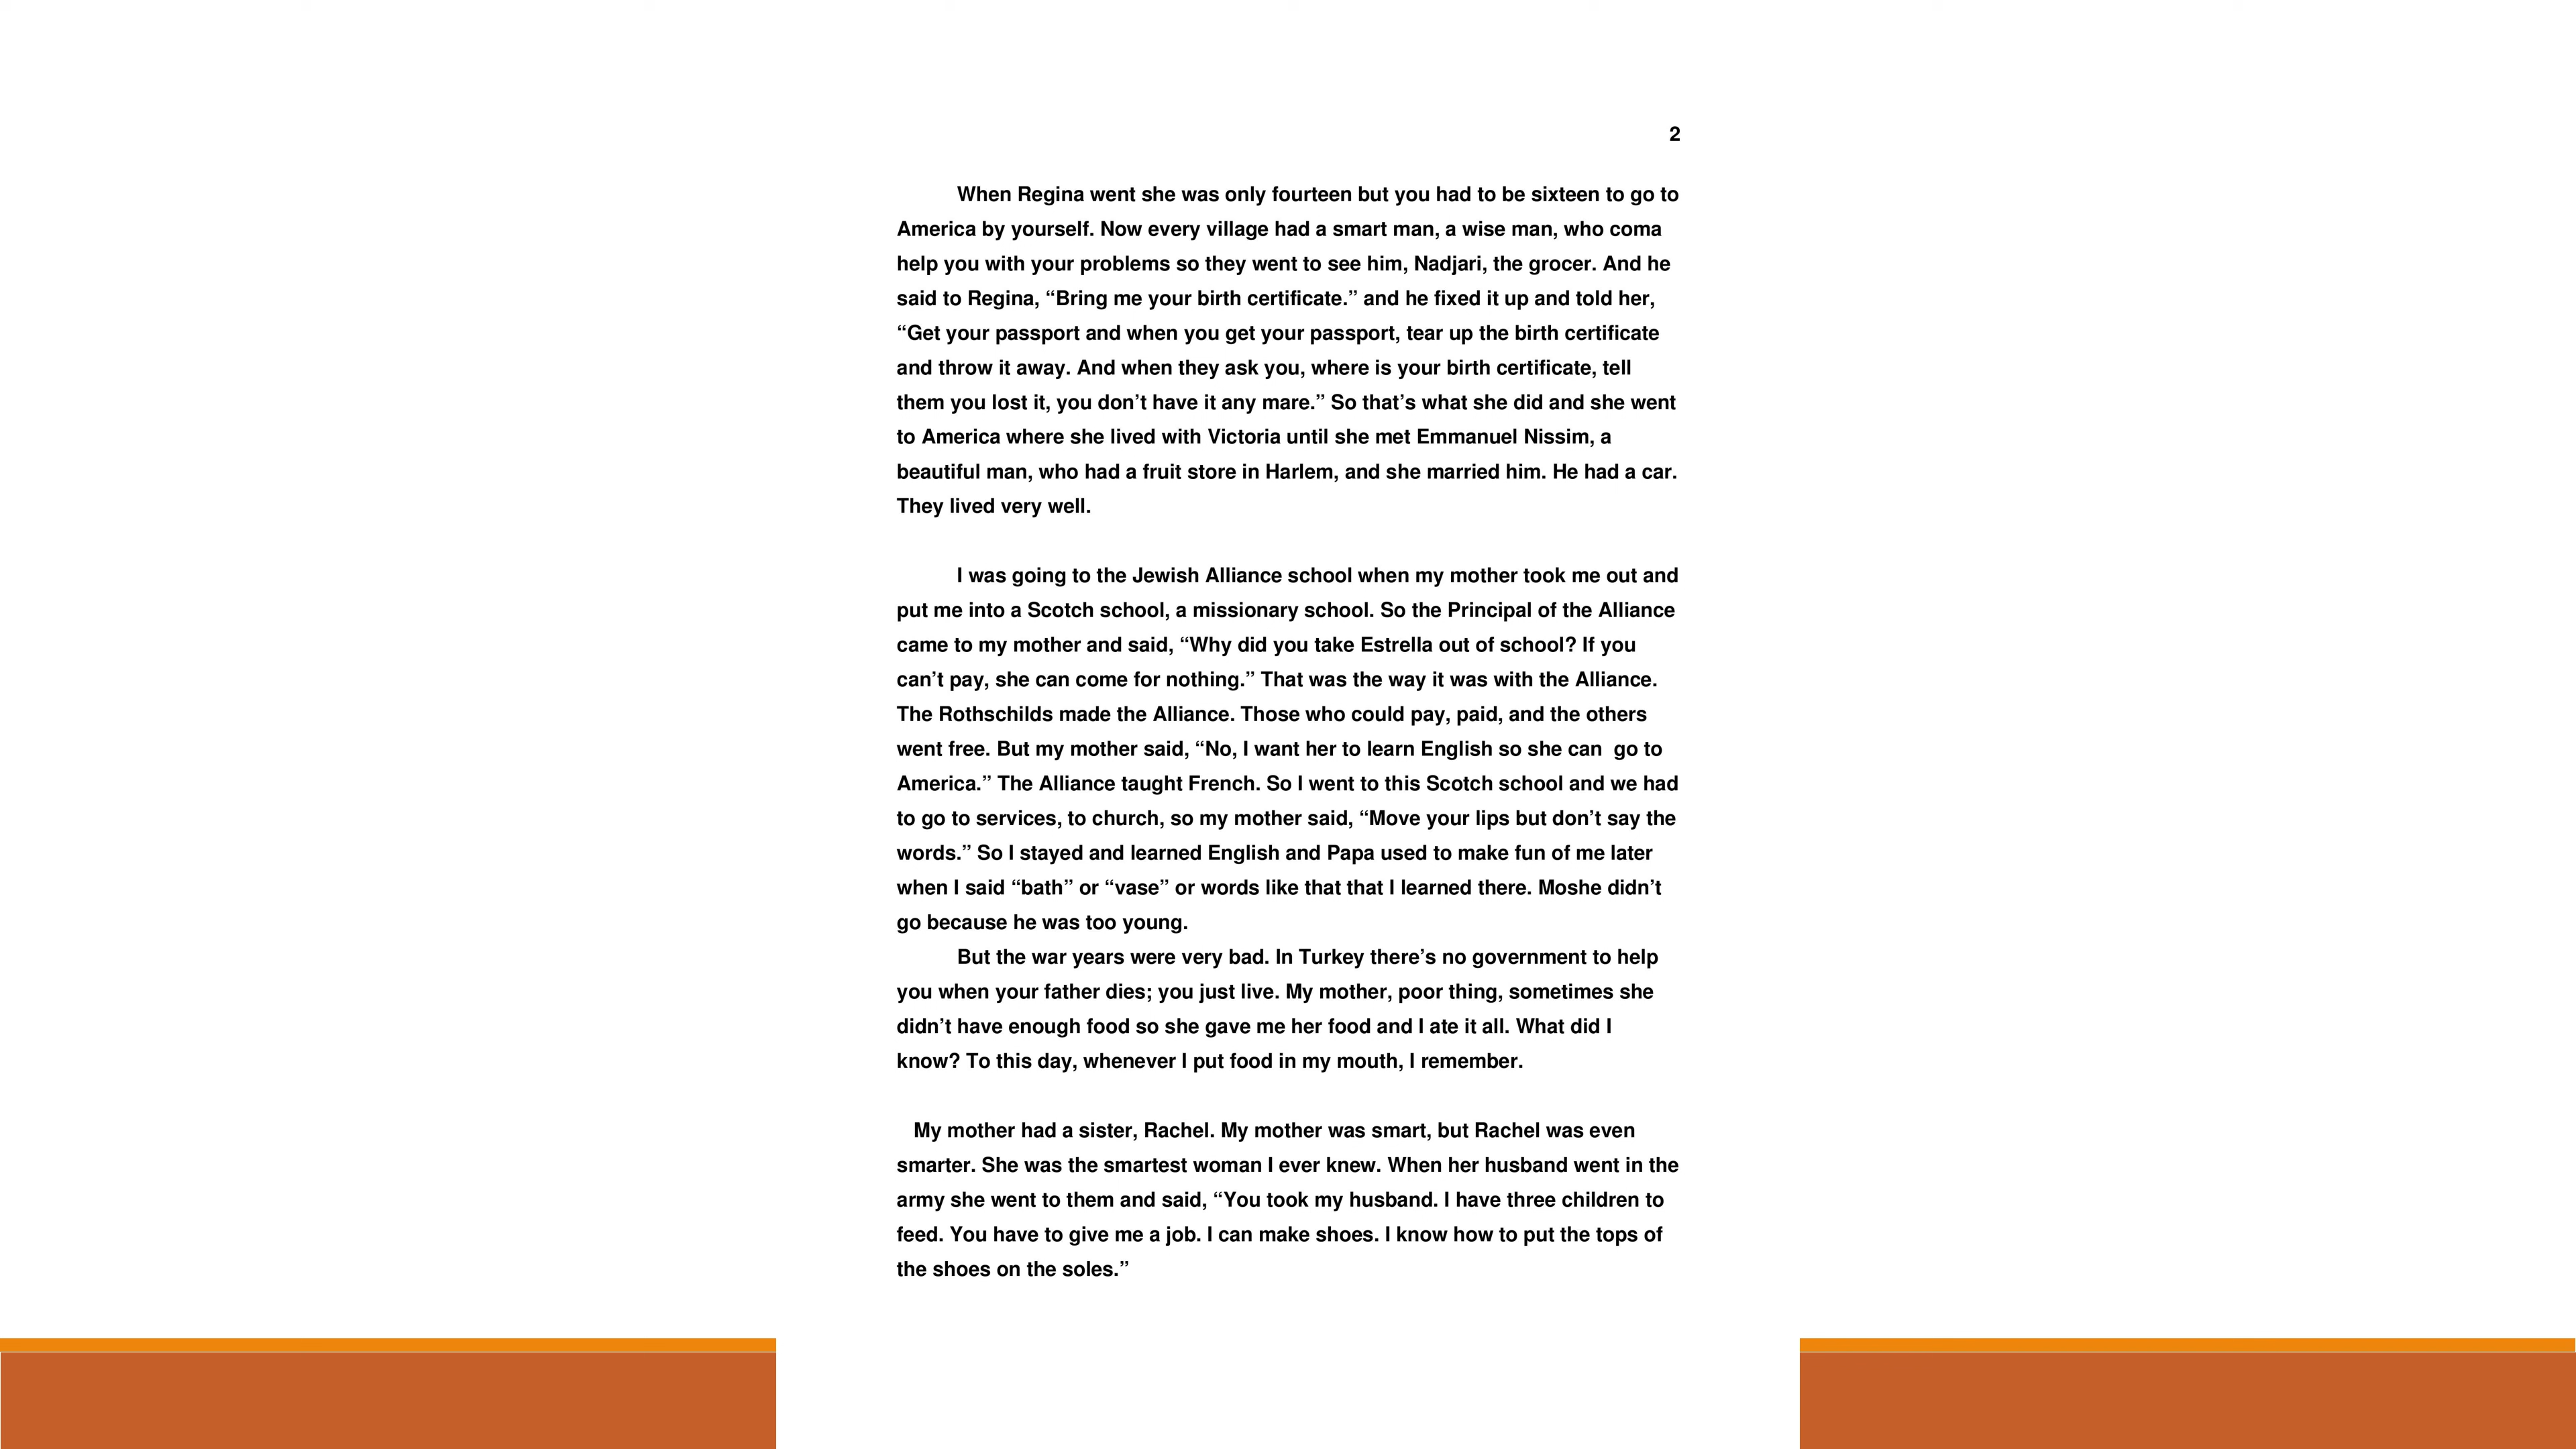 2
When Regina went she was only fourteen but you had to be sixteen to go to
America by yourself. Now every village had a smart man, a wise man, who coma
help you with your problems so they went to see him, Nadjari, the grocer. And he
said to Regina, “Bring me your birth certificate.” and he fixed it up and told her,
“Get your passport and when you get your passport, tear up the birth certificate
and throw it away. And when they ask you, where is your birth certificate, tell
them you lost it, you don’t have it any mare.” So that’s what she did and she went
to America where she lived with Victoria until she met Emmanuel Nissim, a
beautiful man, who had a fruit store in Harlem, and she married him. He had a car.
They lived very well.
I was going to the Jewish Alliance school when my mother took me out and
put me into a Scotch school, a missionary school. So the Principal of the Alliance
came to my mother and said, “Why did you take Estrella out of school? If you
can’t pay, she can come for nothing.” That was the way it was with the Alliance.
The Rothschilds made the Alliance. Those who could pay, paid, and the others
went free. But my mother said, “No, I want her to learn English so she can  go to
America.” The Alliance taught French. So I went to this Scotch school and we had
to go to services, to church, so my mother said, “Move your lips but don’t say the
words.” So I stayed and learned English and Papa used to make fun of me later
when I said “bath” or “vase” or words like that that I learned there. Moshe didn’t
go because he was too young.
But the war years were very bad. In Turkey there’s no government to help
you when your father dies; you just live. My mother, poor thing, sometimes she
didn’t have enough food so she gave me her food and I ate it all. What did I
know? To this day, whenever I put food in my mouth, I remember.
My mother had a sister, Rachel. My mother was smart, but Rachel was even
smarter. She was the smartest woman I ever knew. When her husband went in the
army she went to them and said, “You took my husband. I have three children to
feed. You have to give me a job. I can make shoes. I know how to put the tops of
the shoes on the soles.”